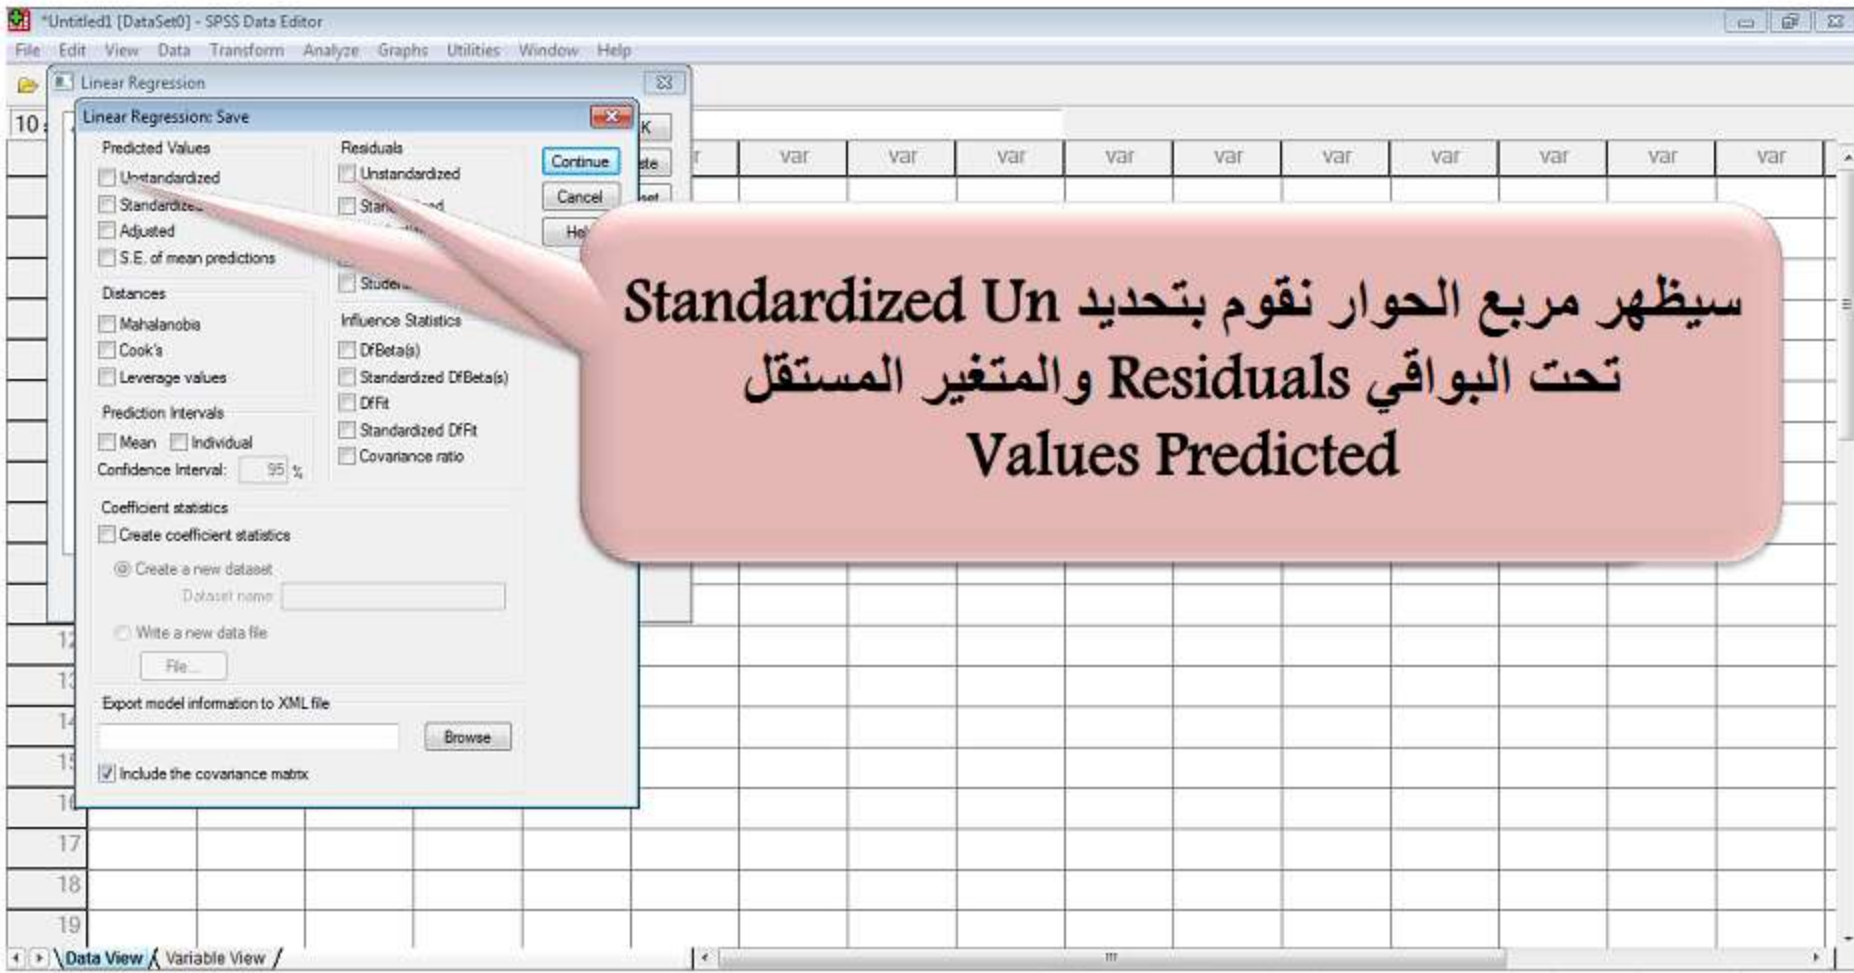 *Untitled1 [DataSet0] - SPSS Data Editor
File Edit View Data Transform Analyze Graphs Utilities Window Help
Linear Regression
10 :
Linear Regression: Save
Predicted Values
Unstandardized
Standardized
Adjusted
S.E. of mean predictions
Distances
Mahalanobis
Cook's
Leverage values
Prediction Intervals
Mean Individual
Confidence Interval: 95 %
Residuals
Unstandardized
Influence Statistics
DfBeta(s)
Standardized DfBeta(s)
DfFit
Standardized DfFit
Covariance ratio
Continue
Cancel
Coefficient statistics
Create coefficient statistics
Create a new dataset
Dataset name:
Write a new data file
File...
Export model information to XML file
Browse
Include the covariance matrix
var var var var var var var var var var
سيظهر مربع الحوار نقوم بتحديد Standardized Un
تحت البواقي Residuals والمتغير المستقل
Values Predicted
17
18
19
Data View Variable View